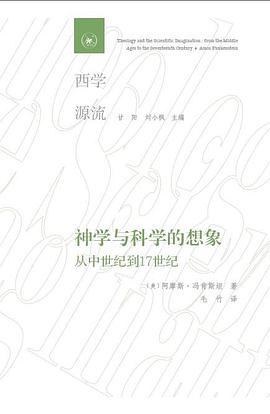 Theology and the Scientific Imagination : from the Middle
Ages to the Seventeenth Century · Amos Funkenstein
西学
源流
甘阳 刘小枫 主编
神学与科学的想象
从中世纪到17世纪
（美）阿摩斯·冯肯斯坦 著
毛竹 译